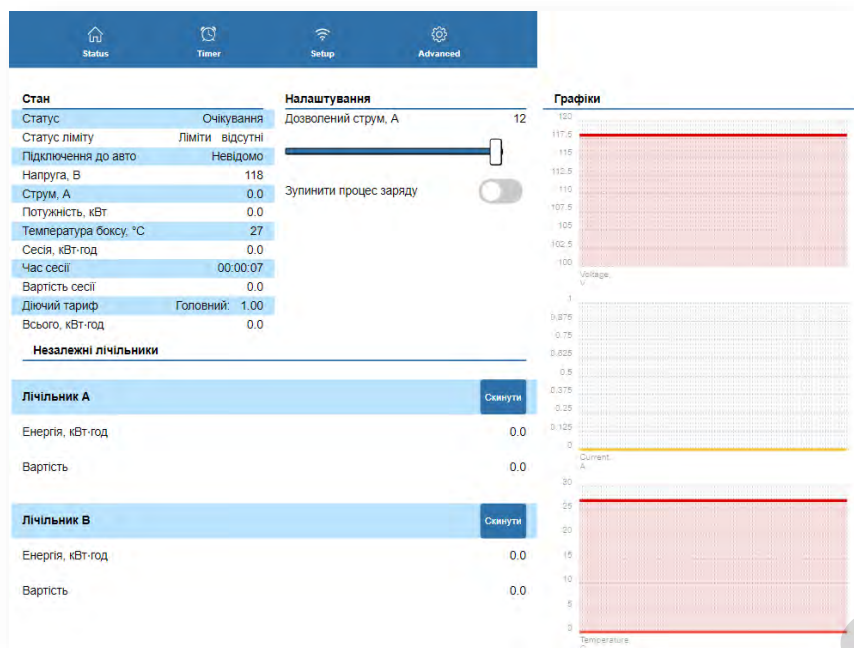 Status Timer Setup Advanced
Стан
Статус Очікування
Статус ліміту Ліміти відсутні
Підключення до авто Невідомо
Напруга, В 118
Струм, А 0.0
Потужність, кВт 0.0
Температура боксу, °C 27
Сесія, кВт-год 0.0
Час сесії 00:00:07
Вартість сесії 0.0
Діючий тариф Головний: 1.00
Всього, кВт-год 0.0
Незалежні лічільники
Лічільник A Скинути
Енергія, кВт-год 0.0
Вартість 0.0
Лічільник B Скинути
Енергія, кВт-год 0.0
Вартість 0.0
Налаштування
Дозволений струм, А 12
Зупинити процес заряду
Графіки
120
117.5
115
112.5
110
107.5
105
102.5
100
Voltage,
V
1
0.875
0.75
0.625
0.5
0.375
0.25
0.125
0
Current,
A
30
25
20
15
10
5
0
Temperature